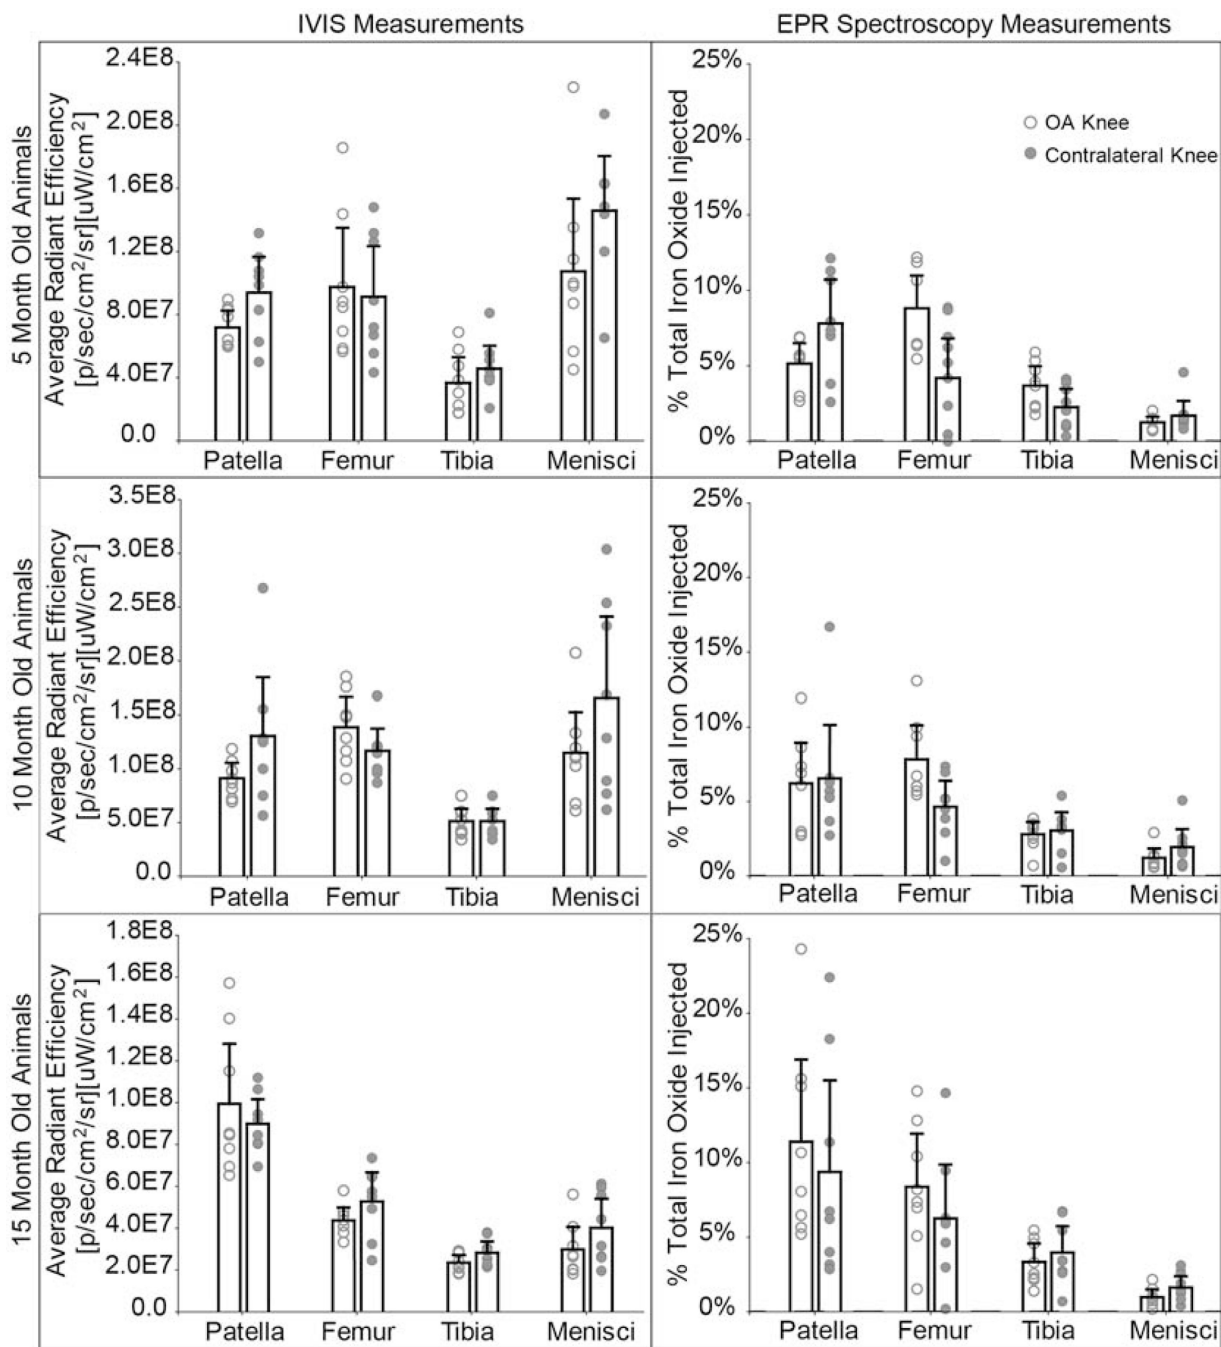 IVIS Measurements
EPR Spectroscopy Measurements
5 Month Old Animals
Average Radiant Efficiency
[p/sec/cm²/sr][uW/cm²]
2.4E8
2.0E8
1.6E8
1.2E8
8.0E7
4.0E7
0.0
Patella Femur Tibia Menisci
% Total Iron Oxide Injected
25%
20%
15%
10%
5%
0%
OA Knee
Contralateral Knee
Patella Femur Tibia Menisci
10 Month Old Animals
Average Radiant Efficiency
[p/sec/cm²/sr][uW/cm²]
3.5E8
3.0E8
2.5E8
2.0E8
1.5E8
1.0E8
5.0E7
0.0
Patella Femur Tibia Menisci
% Total Iron Oxide Injected
25%
20%
15%
10%
5%
0%
Patella Femur Tibia Menisci
15 Month Old Animals
Average Radiant Efficiency
[p/sec/cm²/sr][uW/cm²]
1.8E8
1.6E8
1.4E8
1.2E8
1.0E8
8.0E7
6.0E7
4.0E7
2.0E7
0.0
Patella Femur Tibia Menisci
% Total Iron Oxide Injected
25%
20%
15%
10%
5%
0%
Patella Femur Tibia Menisci